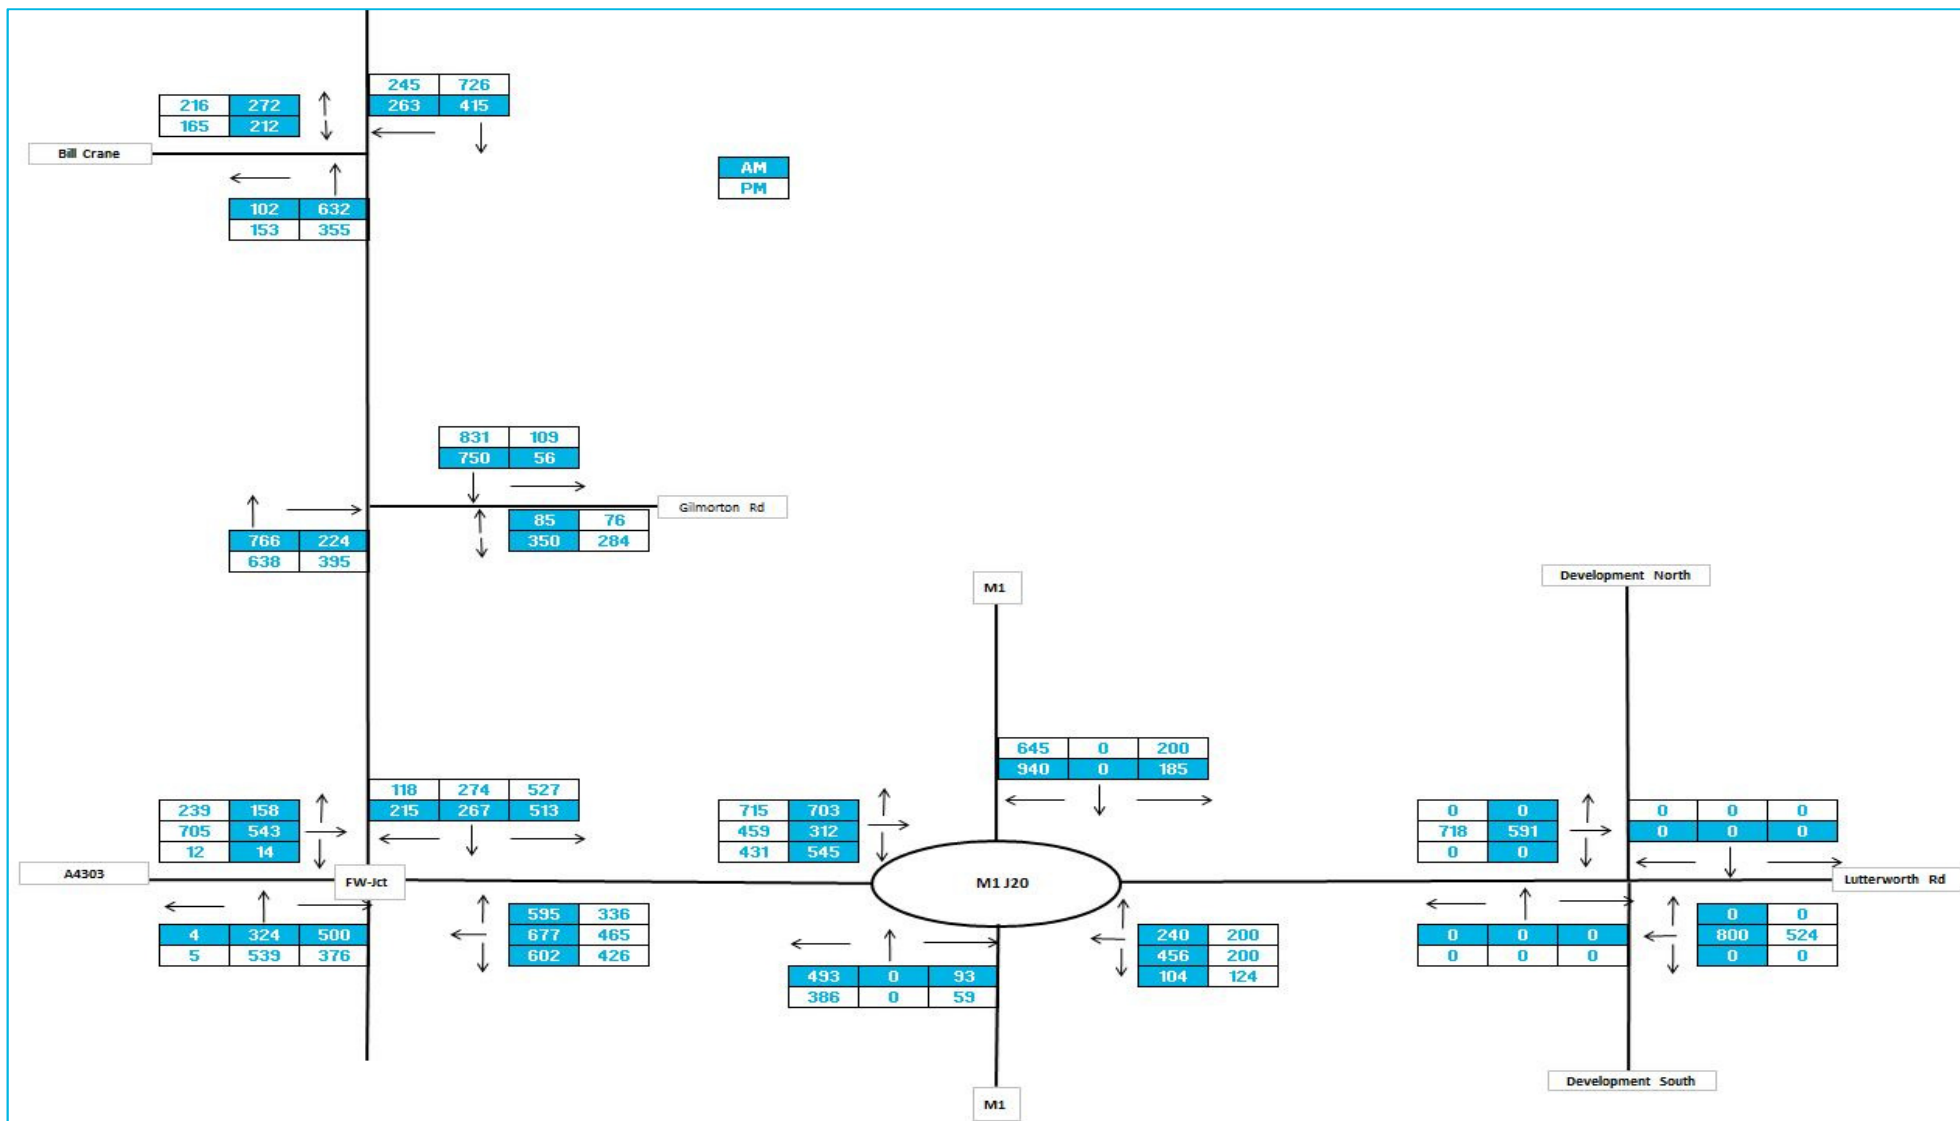 245 726
263 415
216 272
165 212
Bill Crane
AM
PM
102 632
153 355
831 109
750 56
Gilmorton Rd
85 76
350 284
766 224
638 395
M1
Development North
645 0 200
940 0 185
118 274 527
215 267 513
239 158
705 543
12 14
715 703
459 312
431 545
0 0
718 591
0 0
0 0 0
0 0 0
A4303
FW-Jct
M1 J20
Lutterworth Rd
4 324 500
5 539 376
595 336
677 465
602 426
493 0 93
386 0 59
240 200
456 200
104 124
0 0 0
0 0 0
0 0
800 524
0 0
M1
Development South